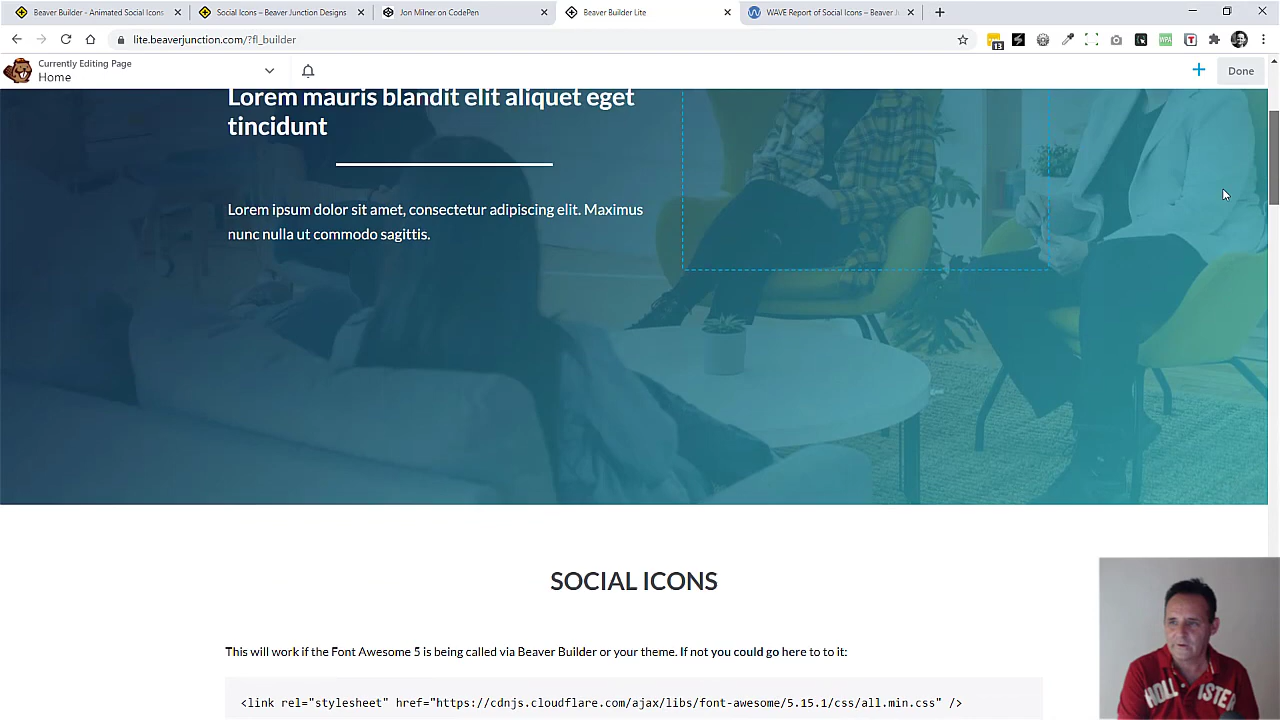 Beaver Builder - Animated Social Icons
Social Icons – Beaver Junction Designs
Jon Milner on CodePen
Beaver Builder Lite
WAVE Report of Social Icons – Beaver Ju
lite.beaverjunction.com/?fl_builder
13
WPA
T
Currently Editing Page
Home
Done
Lorem mauris blandit elit aliquet eget
tincidunt
Lorem ipsum dolor sit amet, consectetur adipiscing elit. Maximus
nunc nulla ut commodo sagittis.
SOCIAL ICONS
This will work if the Font Awesome 5 is being called via Beaver Builder or your theme. If not you could go here to to it:
<link rel="stylesheet" href="https://cdnjs.cloudflare.com/ajax/libs/font-awesome/5.15.1/css/all.min.css" />
HOLLISTER